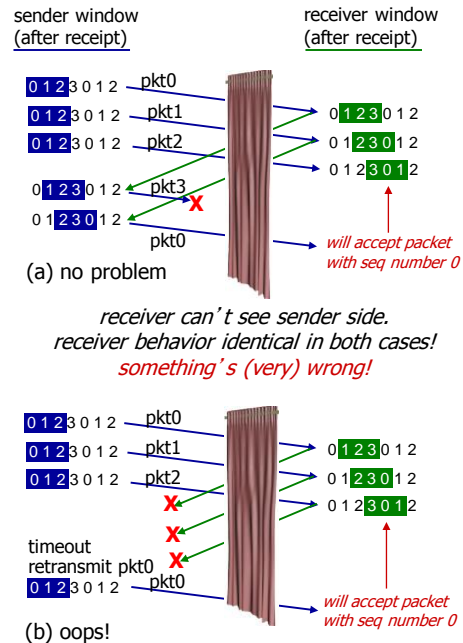 sender window
(after receipt)
receiver window
(after receipt)
0 1 2 3 0 1 2
pkt0
0 1 2 3 0 1 2
pkt1
0 1 2 3 0 1 2
pkt2
0 1 2 3 0 1 2
0 1 2 3 0 1 2
0 1 2 3 0 1 2
0 1 2 3 0 1 2
pkt3
X
0 1 2 3 0 1 2
pkt0
will accept packet
with seq number 0
(a) no problem
receiver can't see sender side.
receiver behavior identical in both cases!
something's (very) wrong!
0 1 2 3 0 1 2
pkt0
0 1 2 3 0 1 2
pkt1
0 1 2 3 0 1 2
pkt2
0 1 2 3 0 1 2
0 1 2 3 0 1 2
0 1 2 3 0 1 2
X
X
X
timeout
retransmit pkt0
0 1 2 3 0 1 2
pkt0
will accept packet
with seq number 0
(b) oops!